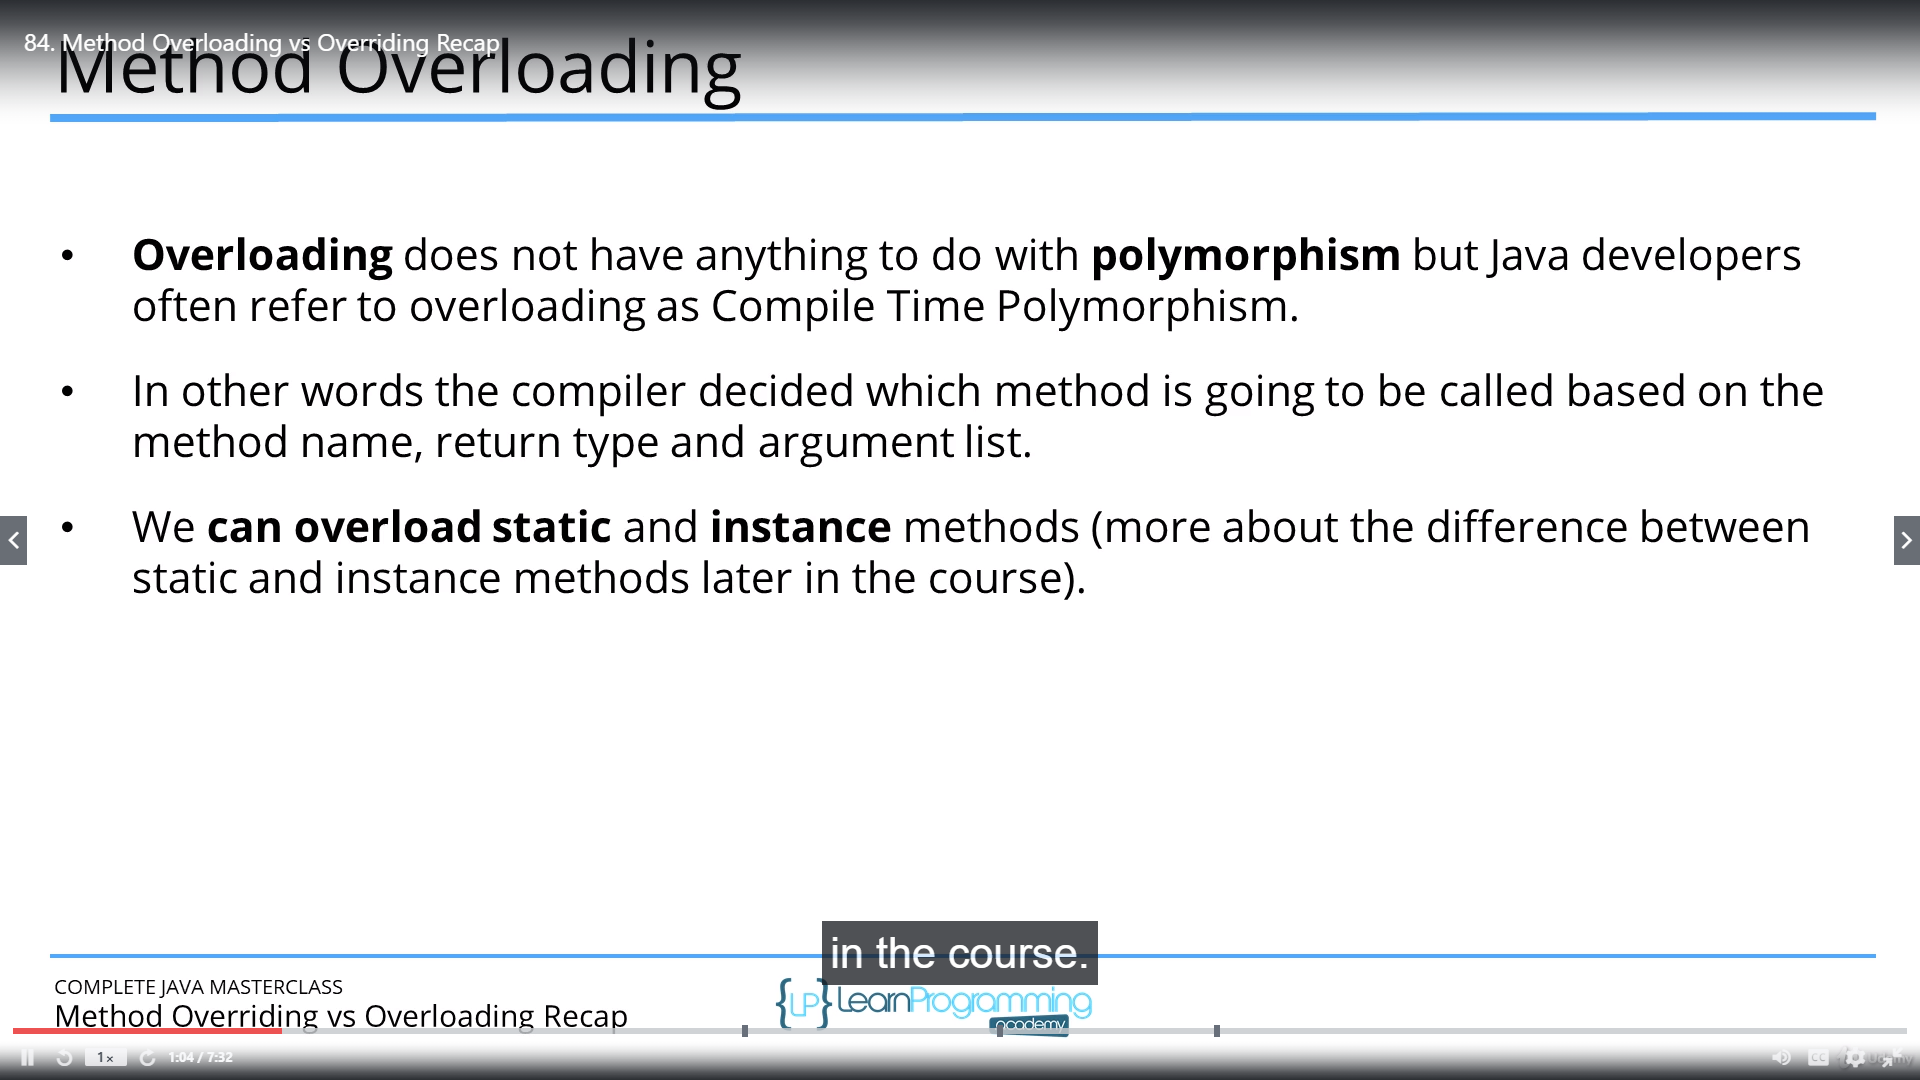 84. Method Overloading vs Overriding Recap
Method Overloading
• Overloading does not have anything to do with polymorphism but Java developers
often refer to overloading as Compile Time Polymorphism.
• In other words the compiler decided which method is going to be called based on the
method name, return type and argument list.
• We can overload static and instance methods (more about the difference between
static and instance methods later in the course).
in the course.
COMPLETE JAVA MASTERCLASS
Method Overriding vs Overloading Recap
{LP} LearnProgramming
academy
1x
1:04 / 7:32
CC